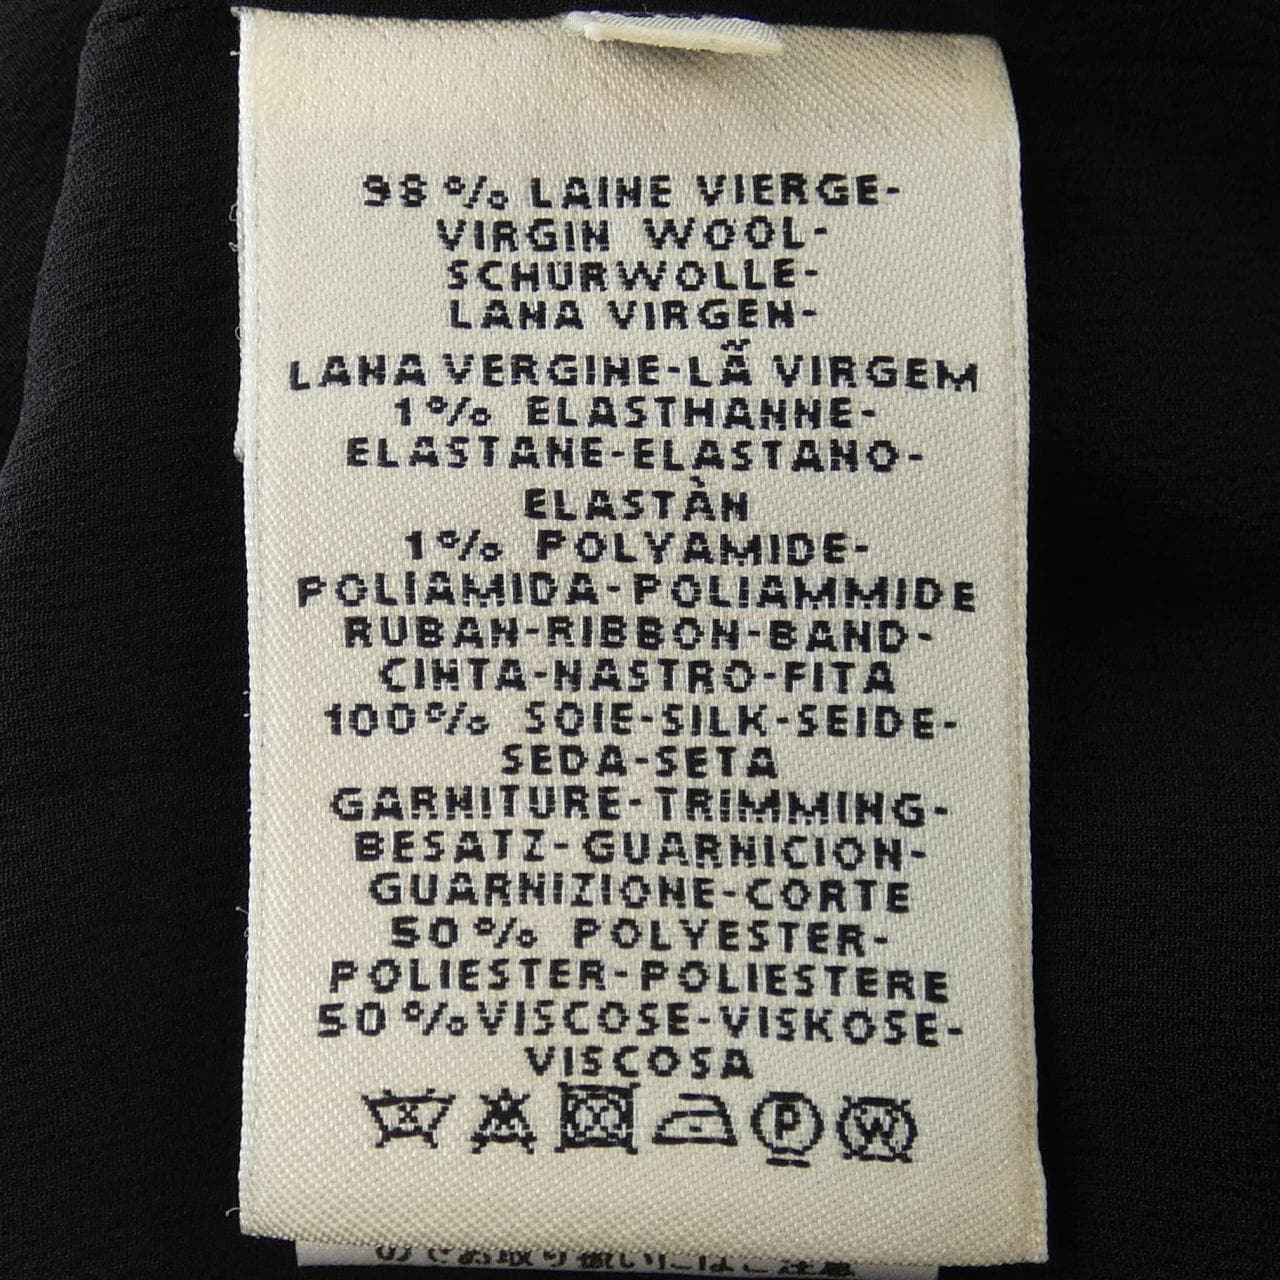 98% LAINE VIERGE-
VIRGIN WOOL-
SCHURWOLLE-
LANA VIRGEN-
LANA VERGINE-LÃ VIRGEM
1% ELASTHANNE-
ELASTANE-ELASTANO-
ELASTÀN
1% POLYAMIDE-
POLIAMIDA-POLIAMMIDE
RUBAN-RIBBON-BAND-
CINTA-NASTRO-FITA
100% SOIE-SILK-SEIDE-
SEDA-SETA
GARNITURE-TRIMMING-
BESATZ-GUARNICION-
GUARNIZIONE-CORTE
50% POLYESTER-
POLIESTER-POLIESTERE
50% VISCOSE-VISKOSE-
VISCOSA
P W